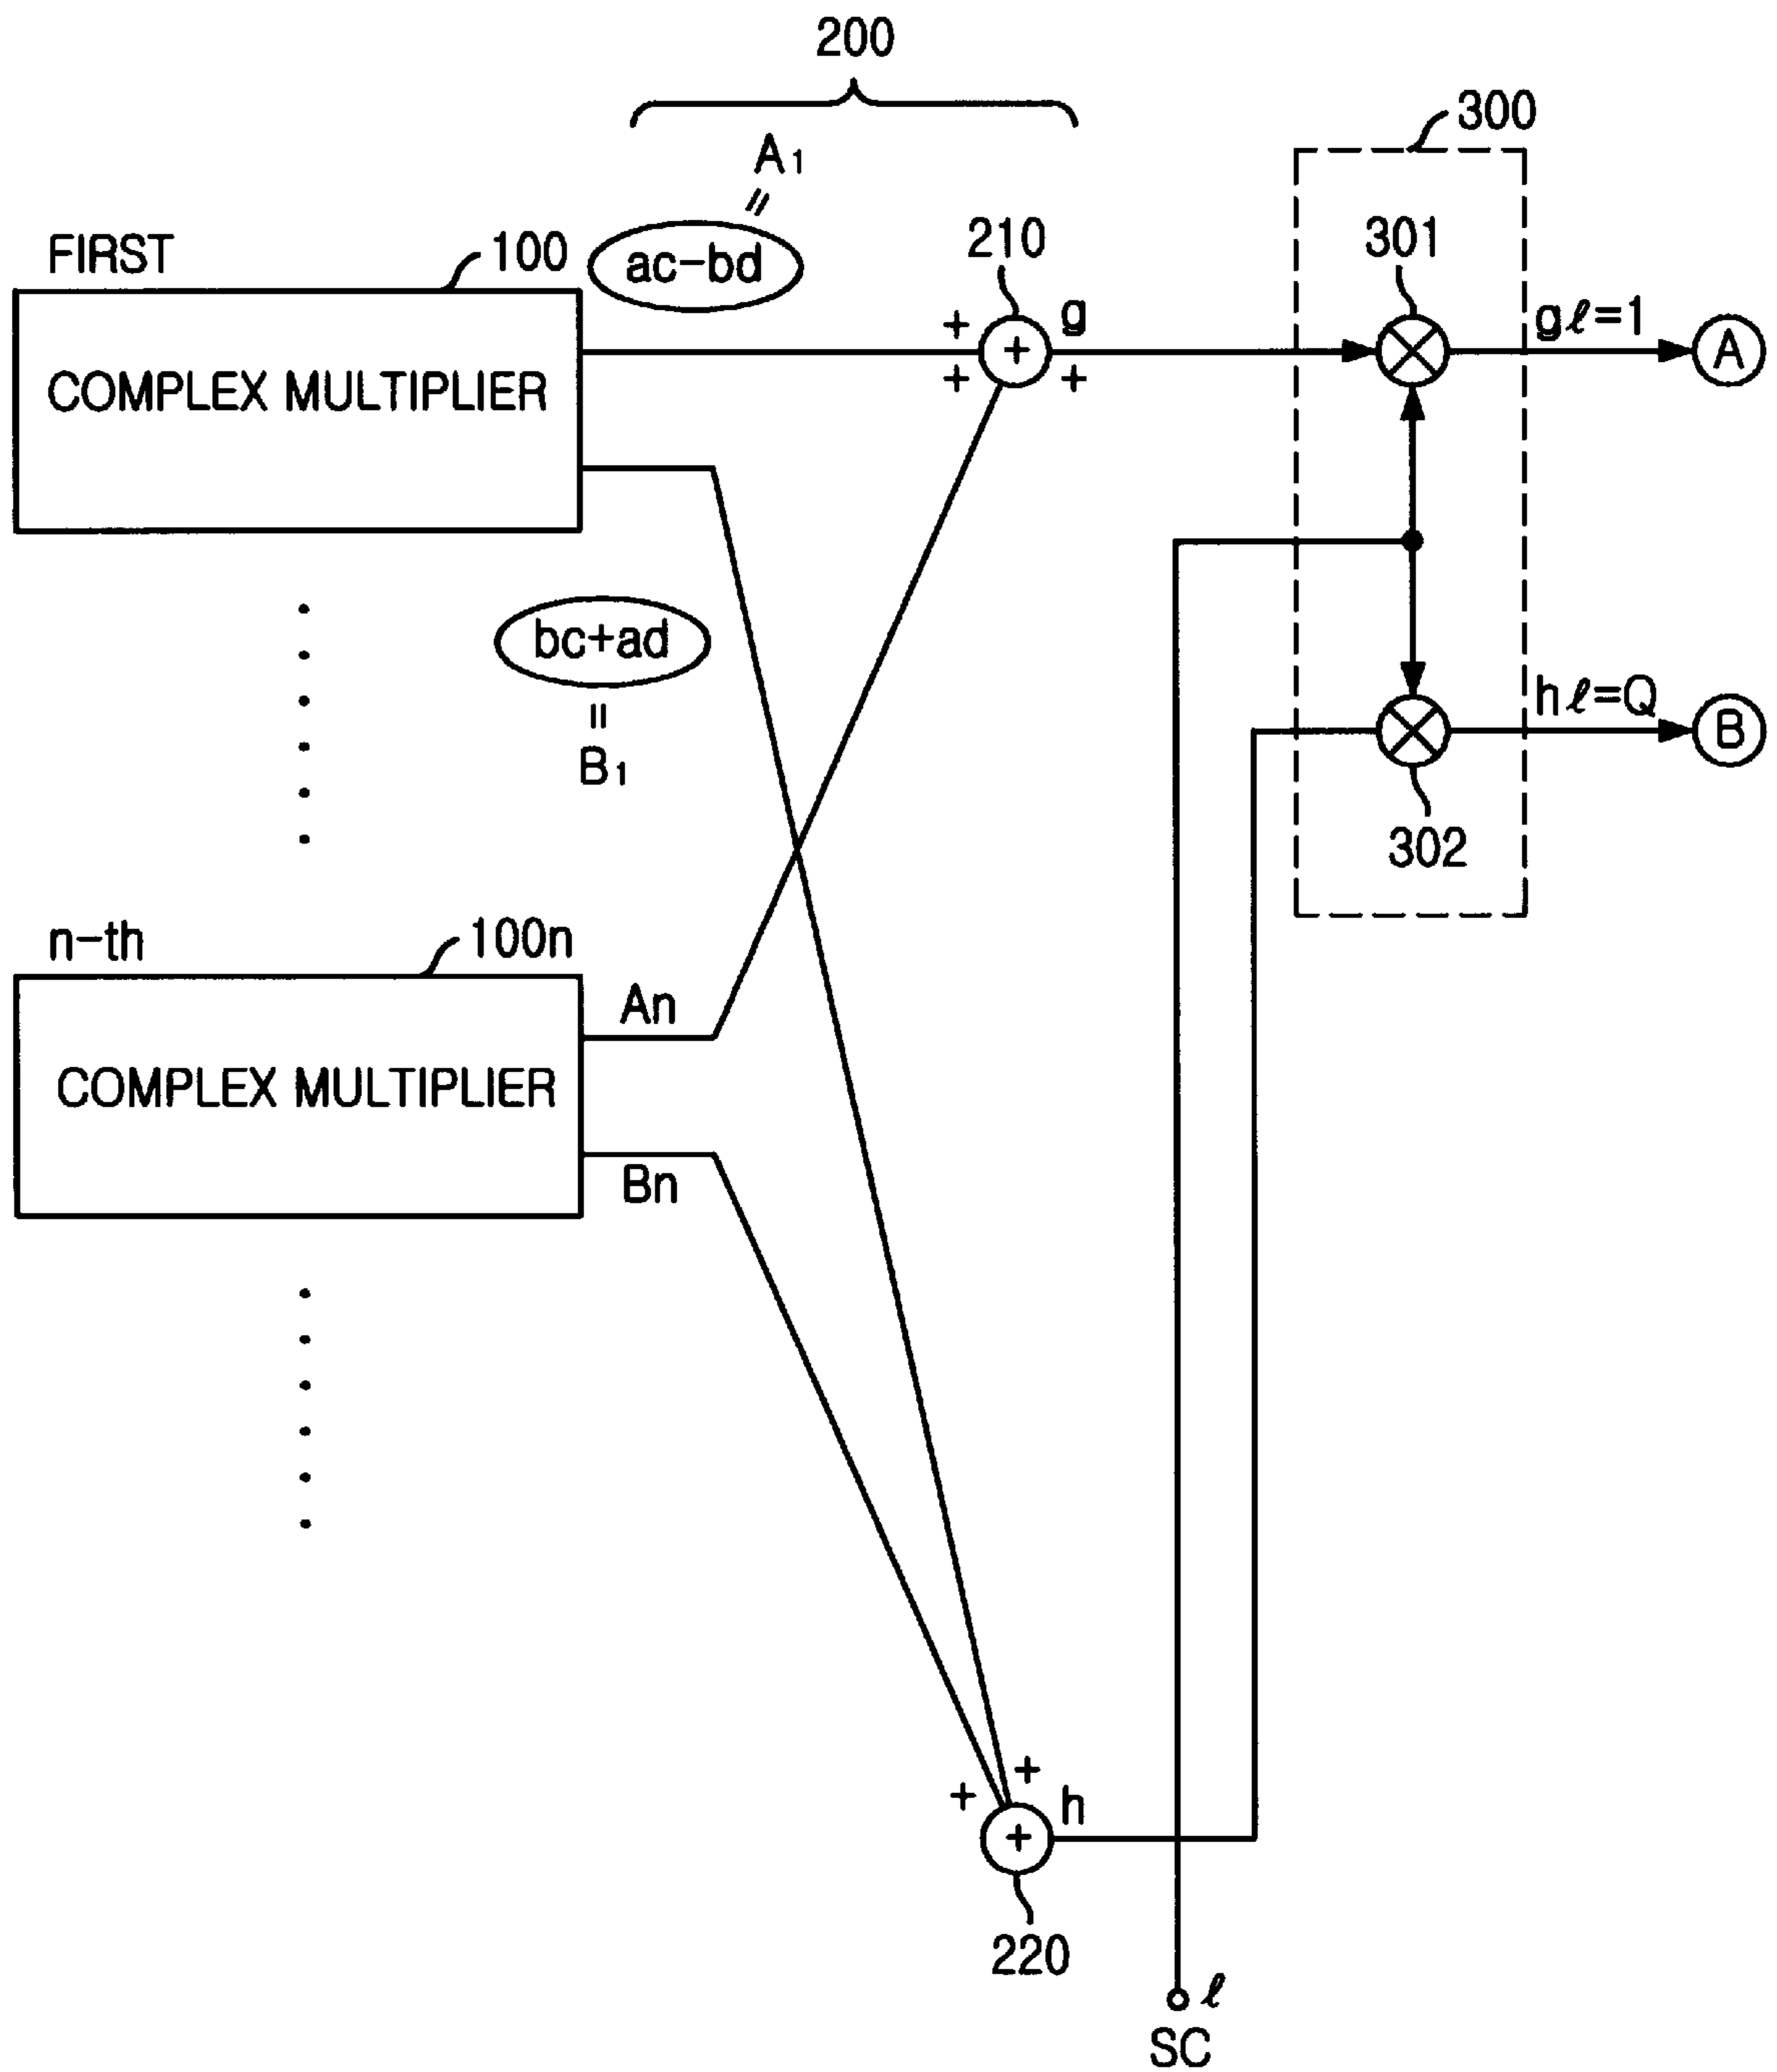 200
300
A1
=
FIRST
100
ac-bd
210
301
+
g
gℓ=1
A
+
+
+
COMPLEX MULTIPLIER
bc+ad
=
B1
hℓ=Q
B
302
n-th
100n
An
COMPLEX MULTIPLIER
Bn
+
+
h
+
220
ℓ
SC